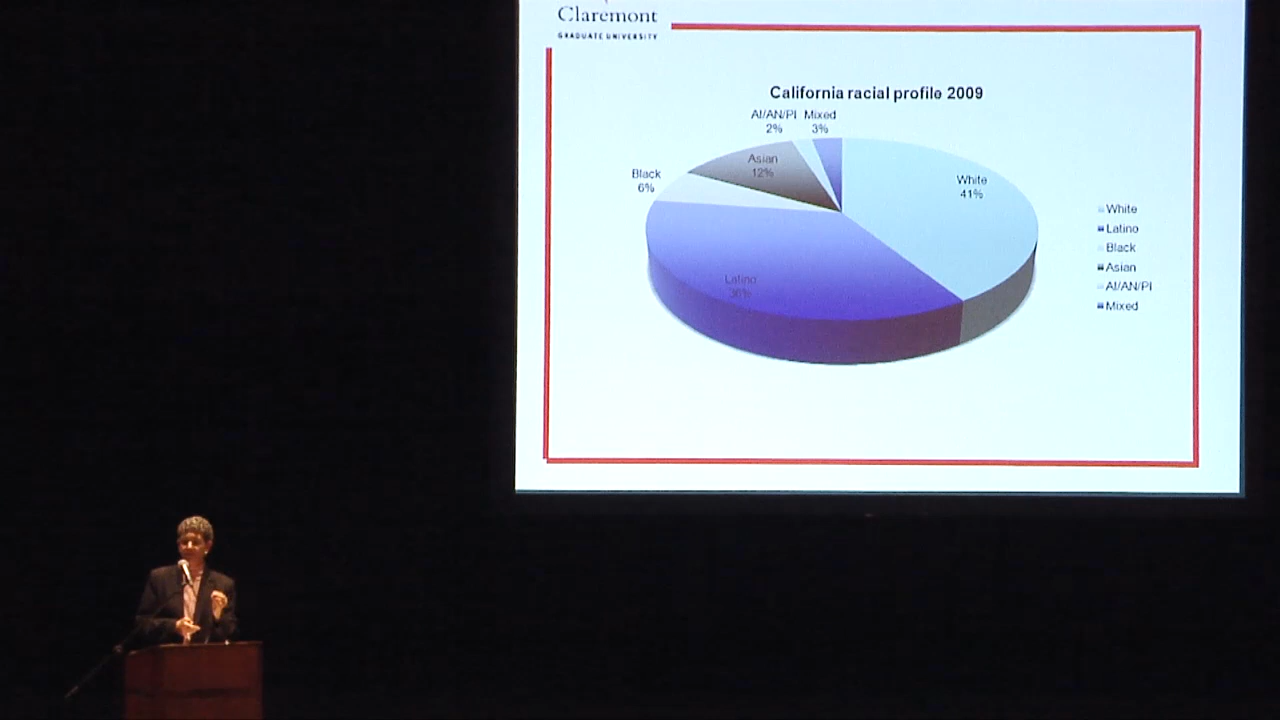 Claremont
GRADUATE UNIVERSITY
California racial profile 2009
AI/AN/PI
2%
Mixed
3%
Asian
12%
Black
6%
White
41%
Latino
36%
White
Latino
Black
Asian
AI/AN/PI
Mixed